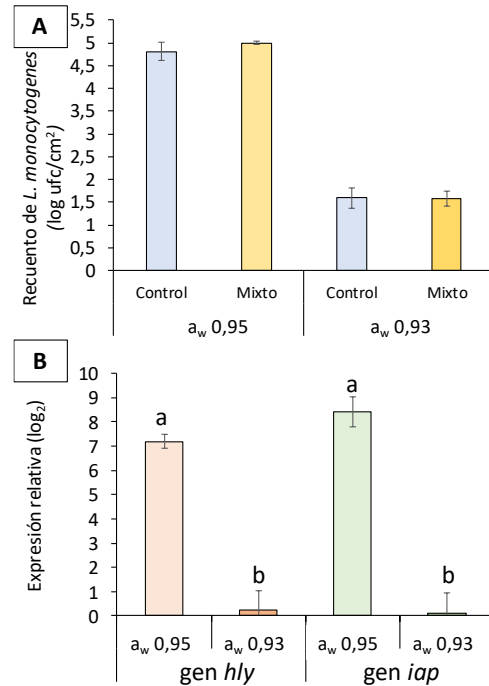 A
Recuento de L. monocytogenes
(log ufc/cm²)
5,5
5
4,5
4
3,5
3
2,5
2
1,5
1
0,5
0
Control Mixto Control Mixto
a_w 0,95 a_w 0,93
B
Expresión relativa (log₂)
10
9
8
7
6
5
4
3
2
1
0
a b a b
a_w 0,95 a_w 0,93 a_w 0,95 a_w 0,93
gen hly gen iap